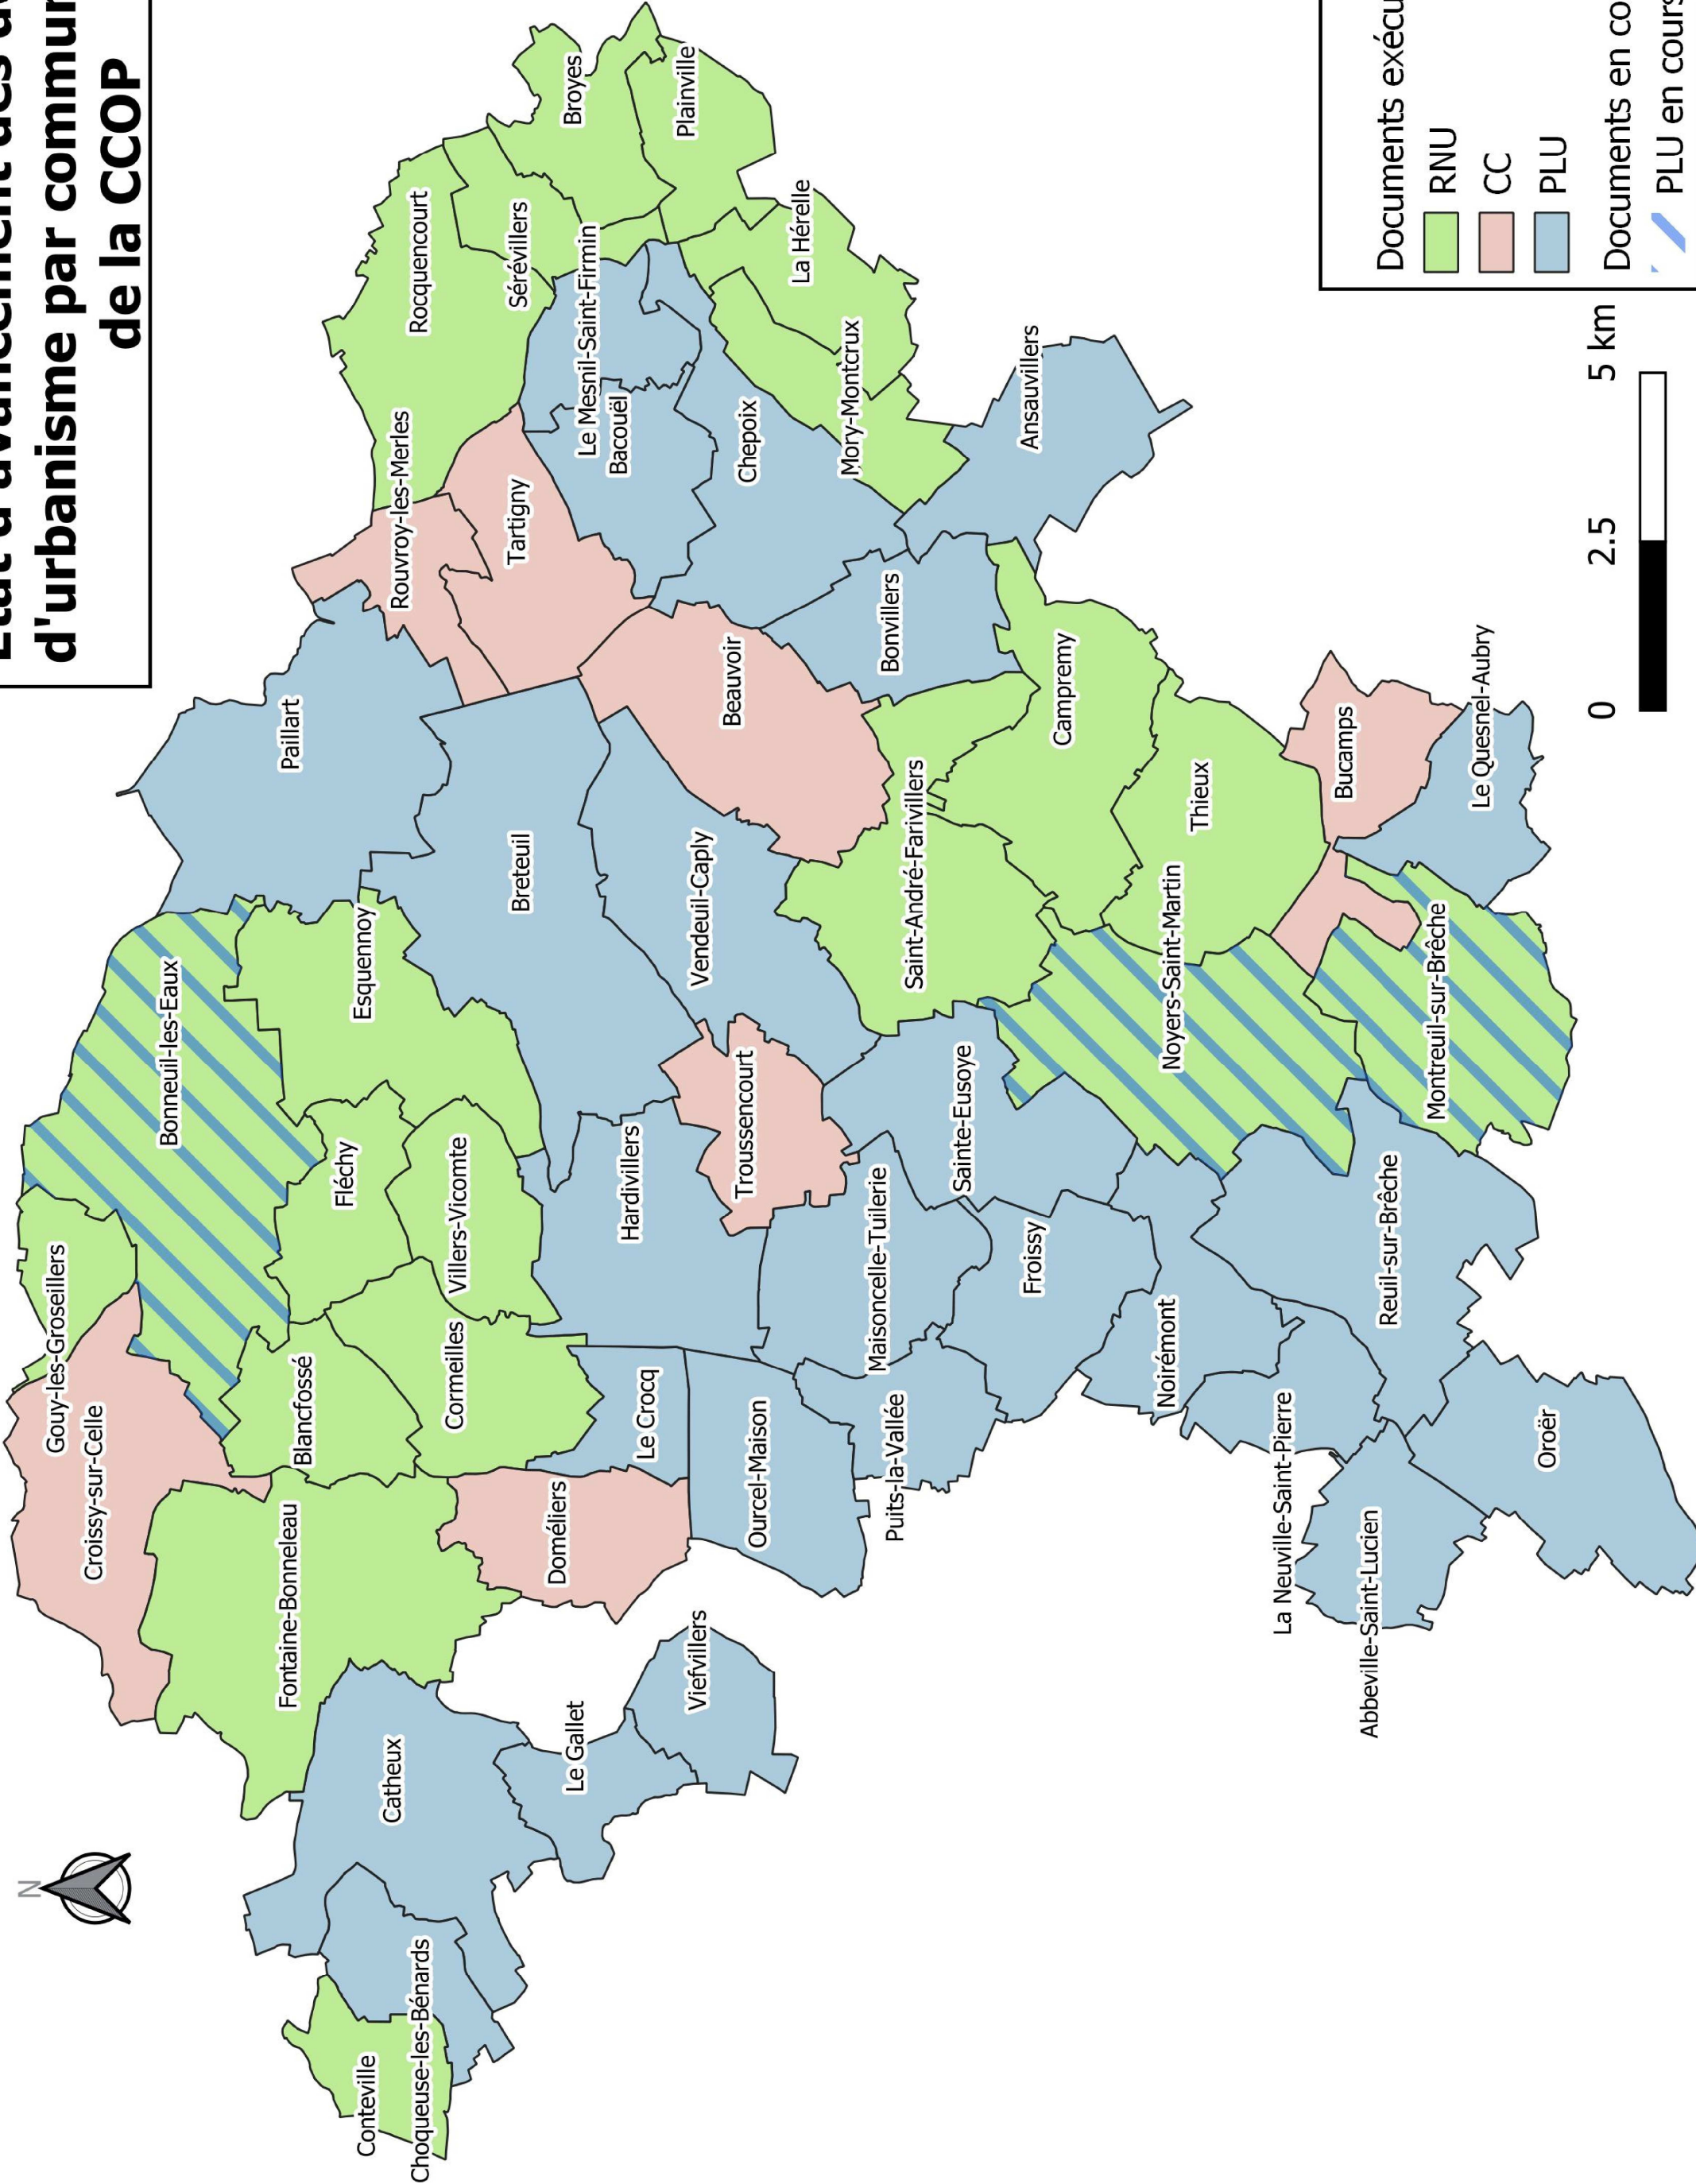 d'urbanisme par
de la CCOP
N
Gouy-les-Groseillers
Croissy-sur-Celle
Bonneuil-les-Eaux
Paillart
Fontaine-Bonneleau
Blancfossé
Fléchy
Esquennoy
Conteville
Catheux
Rouvroy-les-Merles
Rocquencourt
Choqueuse-les-Bénards
Cormeilles
Villers-Vicomte
Breteuil
Tartigny
Sérévillers
Doméliers
Le Gallet
Broyes
Le Mesnil-Saint-Firmin
Bacouël
Hardivillers
Le Crocq
Plainville
Viefvillers
Vendeuil-Caply
Beauvoir
Troussencourt
Chepoix
Ourcel-Maison
La Hérelle
Mory-Montcrux
Maisoncelle-Tuilerie
Bonvillers
Puits-la-Vallée
Saint-André-Farivillers
Sainte-Eusoye
Froissy
Ansauvillers
Campremy
Noirémont
Noyers-Saint-Martin
Thieux
La Neuville-Saint-Pierre
Bucamps
Abbeville-Saint-Lucien
Reuil-sur-Brêche
Montreuil-sur-Brêche
Le Quesnel-Aubry
Oroër
0 2.5 5 km
Documents
RNU
CC
PLU
Documents en
PLU en cours